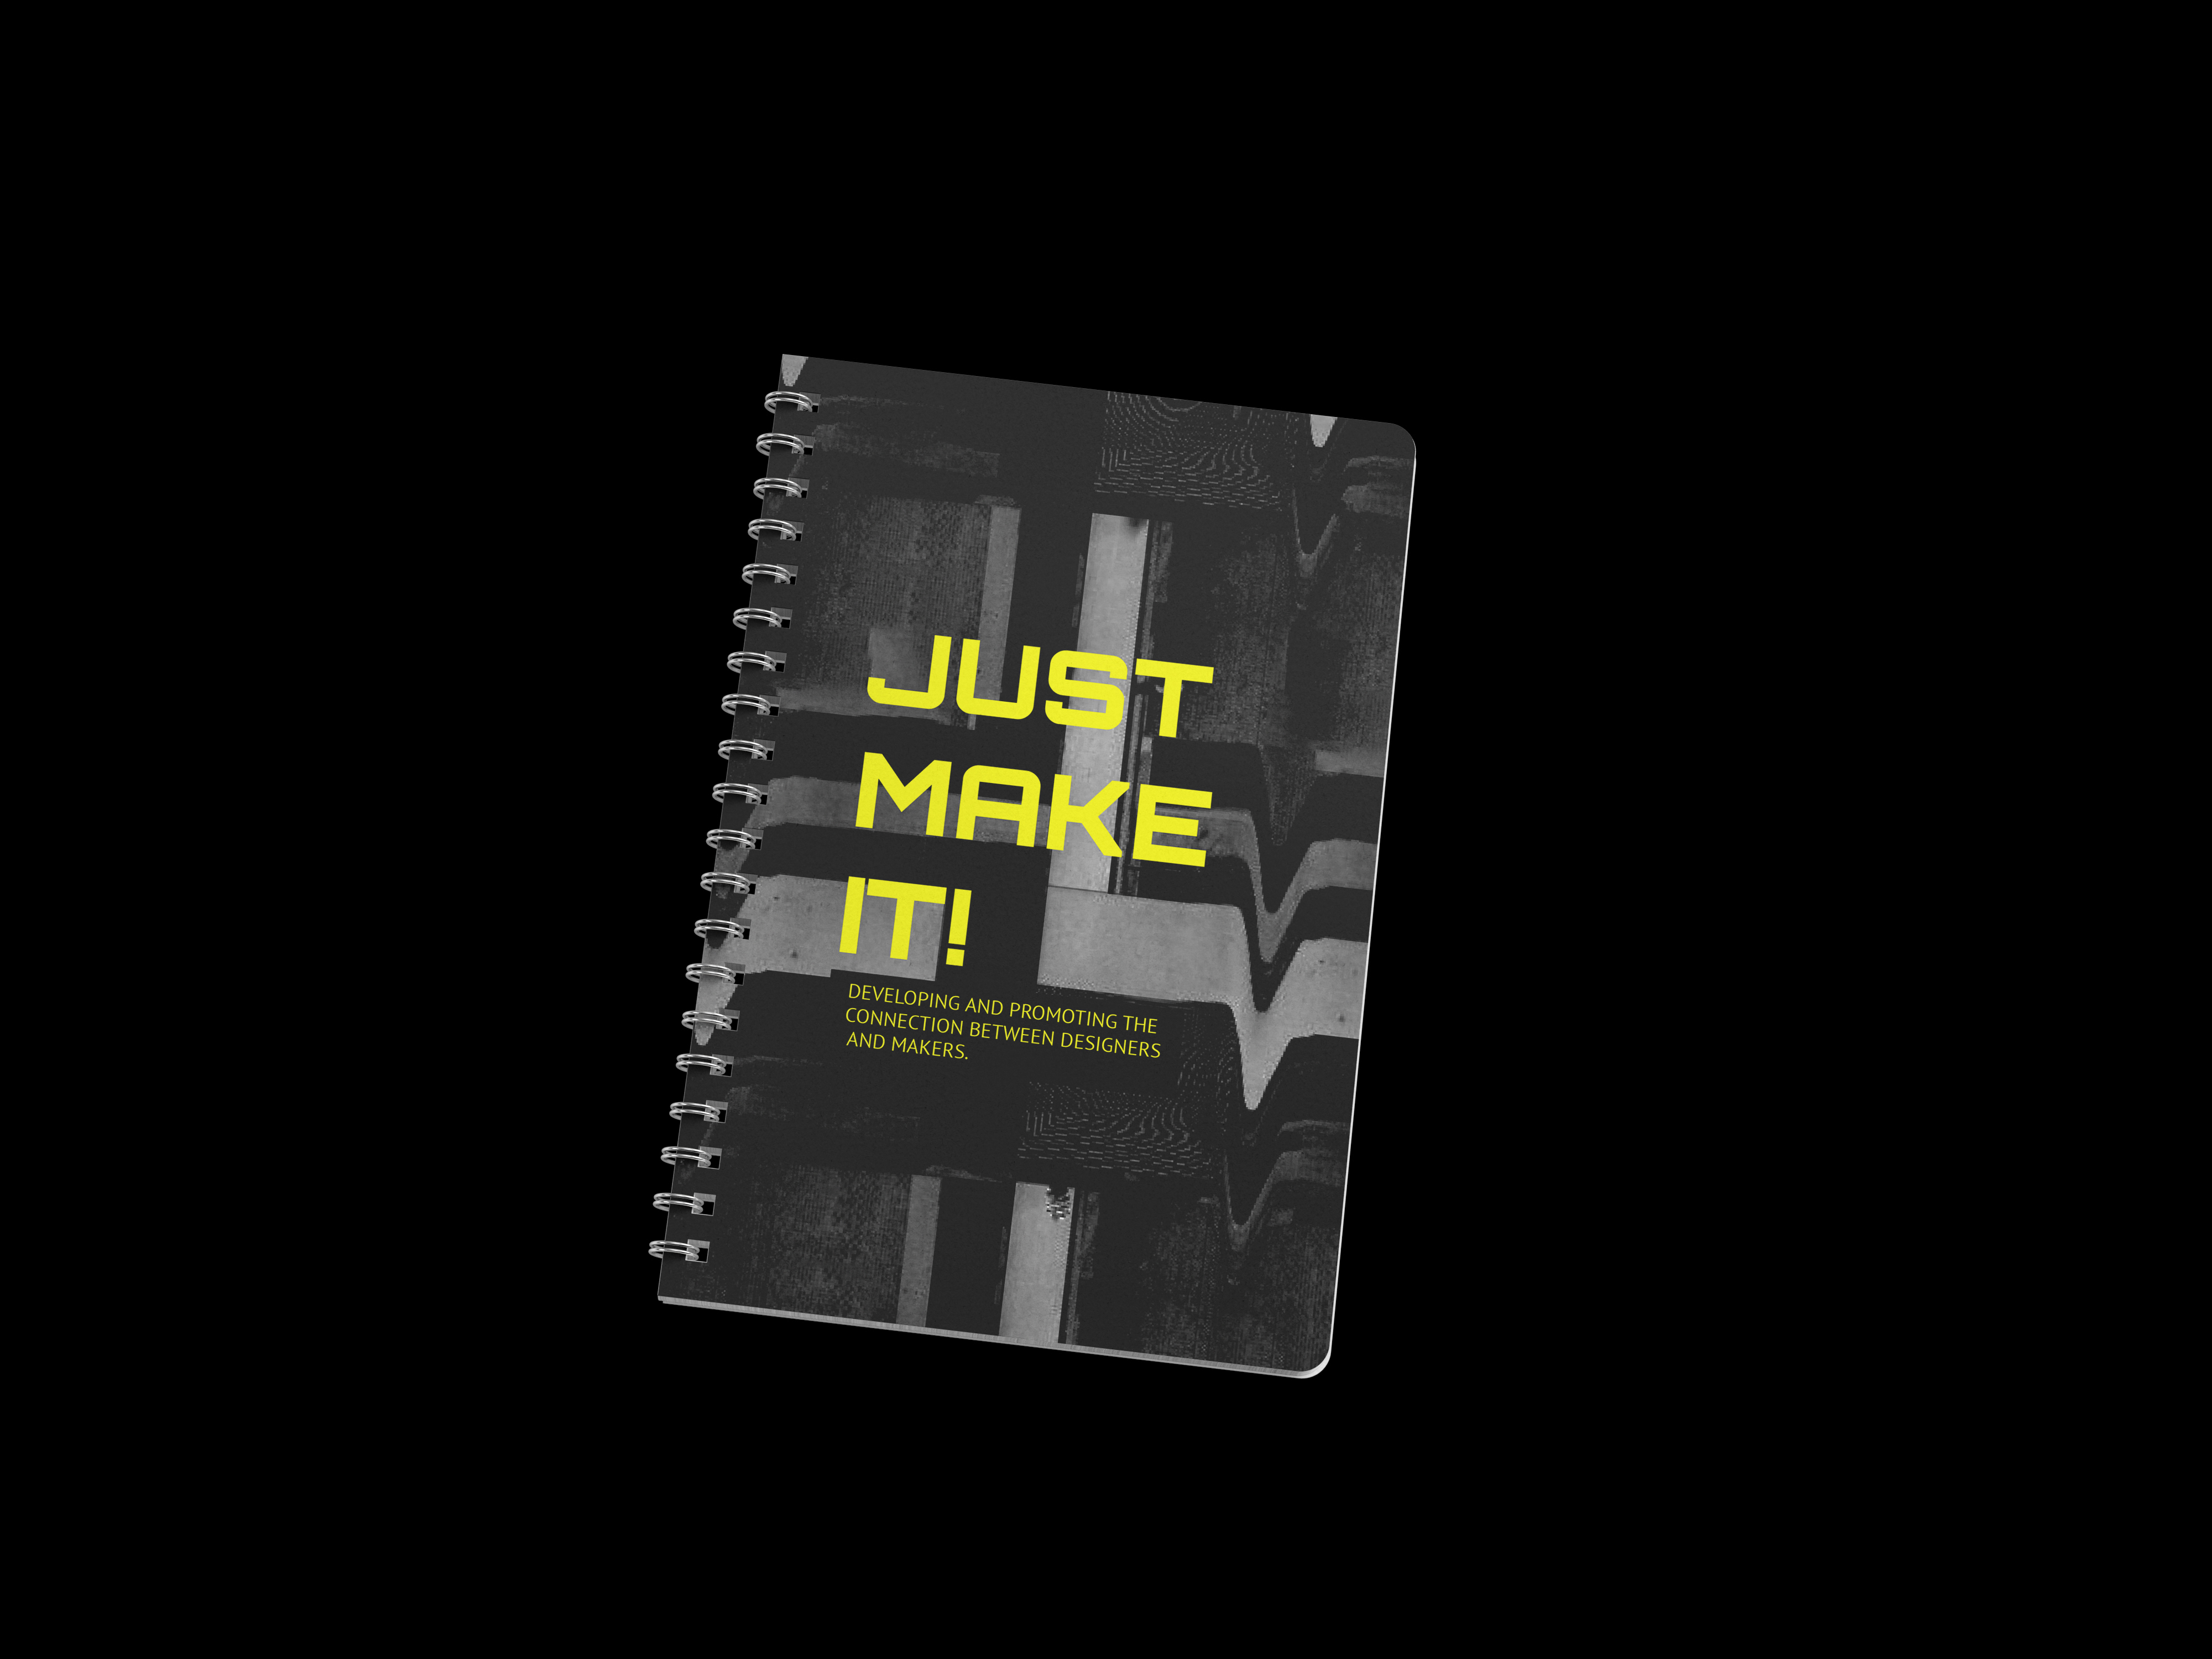 JUST
MAKE
IT!
DEVELOPING AND PROMOTING THE
CONNECTION BETWEEN DESIGNERS
AND MAKERS.